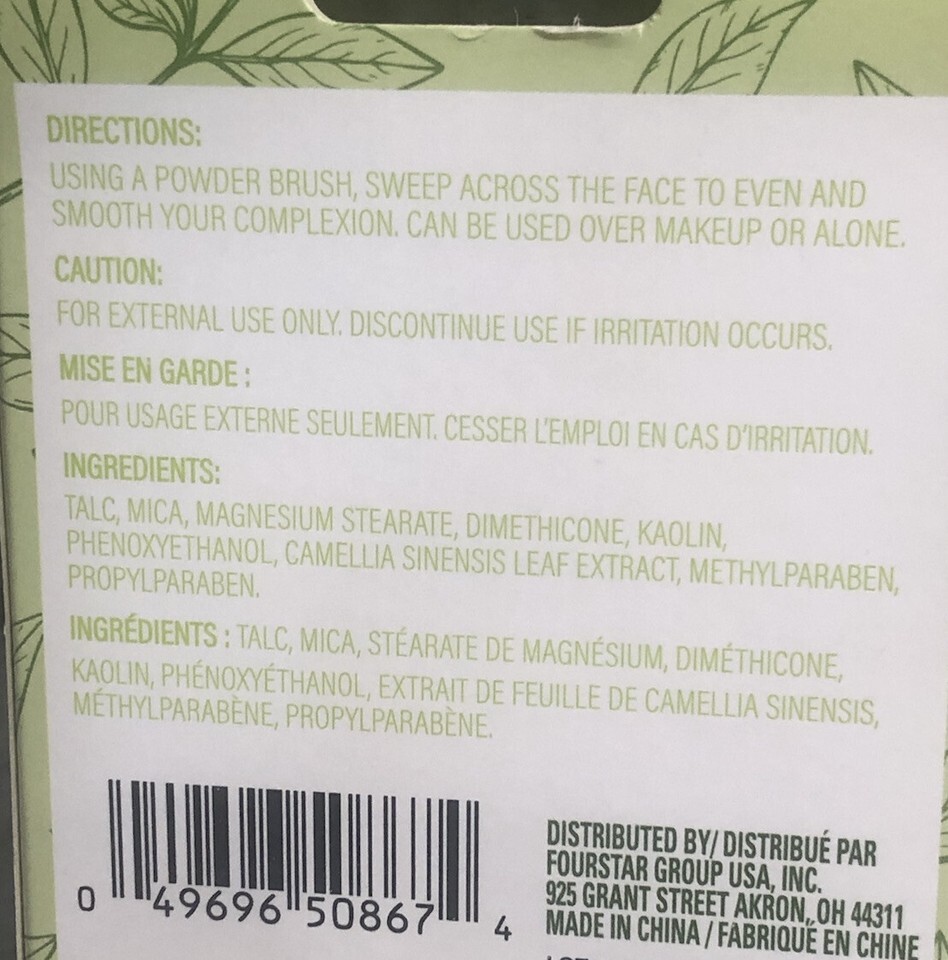 DIRECTIONS:
USING A POWDER BRUSH, SWEEP ACROSS THE FACE TO EVEN AND
SMOOTH YOUR COMPLEXION. CAN BE USED OVER MAKEUP OR ALONE.
CAUTION:
FOR EXTERNAL USE ONLY. DISCONTINUE USE IF IRRITATION OCCURS.
MISE EN GARDE :
POUR USAGE EXTERNE SEULEMENT. CESSER L'EMPLOI EN CAS D'IRRITATION.
INGREDIENTS:
TALC, MICA, MAGNESIUM STEARATE, DIMETHICONE, KAOLIN,
PHENOXYETHANOL, CAMELLIA SINENSIS LEAF EXTRACT, METHYLPARABEN,
PROPYLPARABEN.
INGRÉDIENTS : TALC, MICA, STÉARATE DE MAGNÉSIUM, DIMÉTHICONE,
KAOLIN, PHÉNOXYÉTHANOL, EXTRAIT DE FEUILLE DE CAMELLIA SINENSIS,
MÉTHYLPARABÈNE, PROPYLPARABÈNE.
0 49696 50867 4
DISTRIBUTED BY/ DISTRIBUÉ PAR
FOURSTAR GROUP USA, INC.
925 GRANT STREET AKRON, OH 44311
MADE IN CHINA / FABRIQUÉ EN CHINE